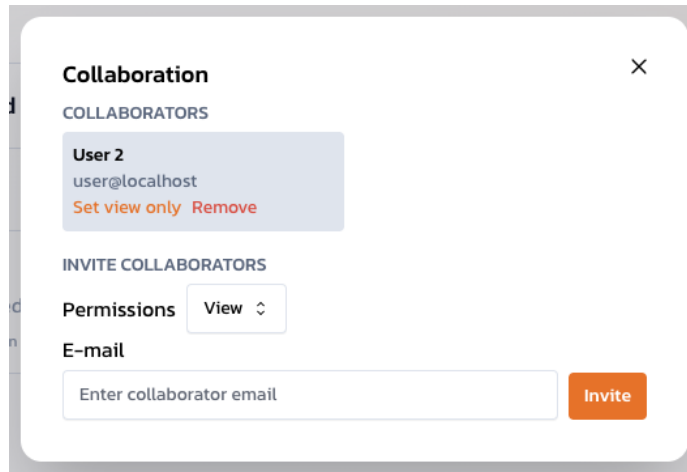 Collaboration
COLLABORATORS
User 2
user@localhost
Set view only Remove
INVITE COLLABORATORS
Permissions View
E-mail
Enter collaborator email Invite